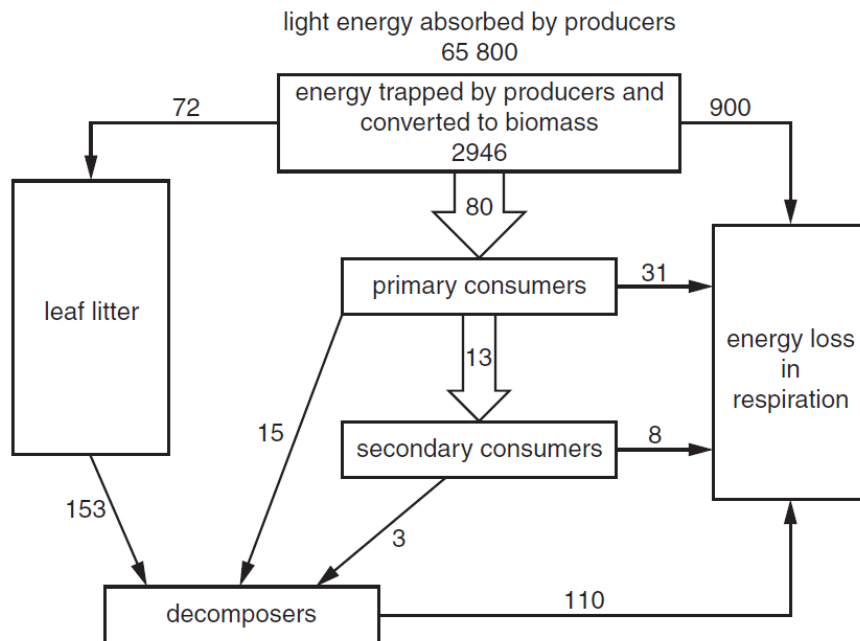 light energy absorbed by producers
65 800
energy trapped by producers and
converted to biomass
2946
72
900
80
primary consumers
31
leaf litter
energy loss
in
respiration
13
15
secondary consumers
8
153
3
decomposers
110